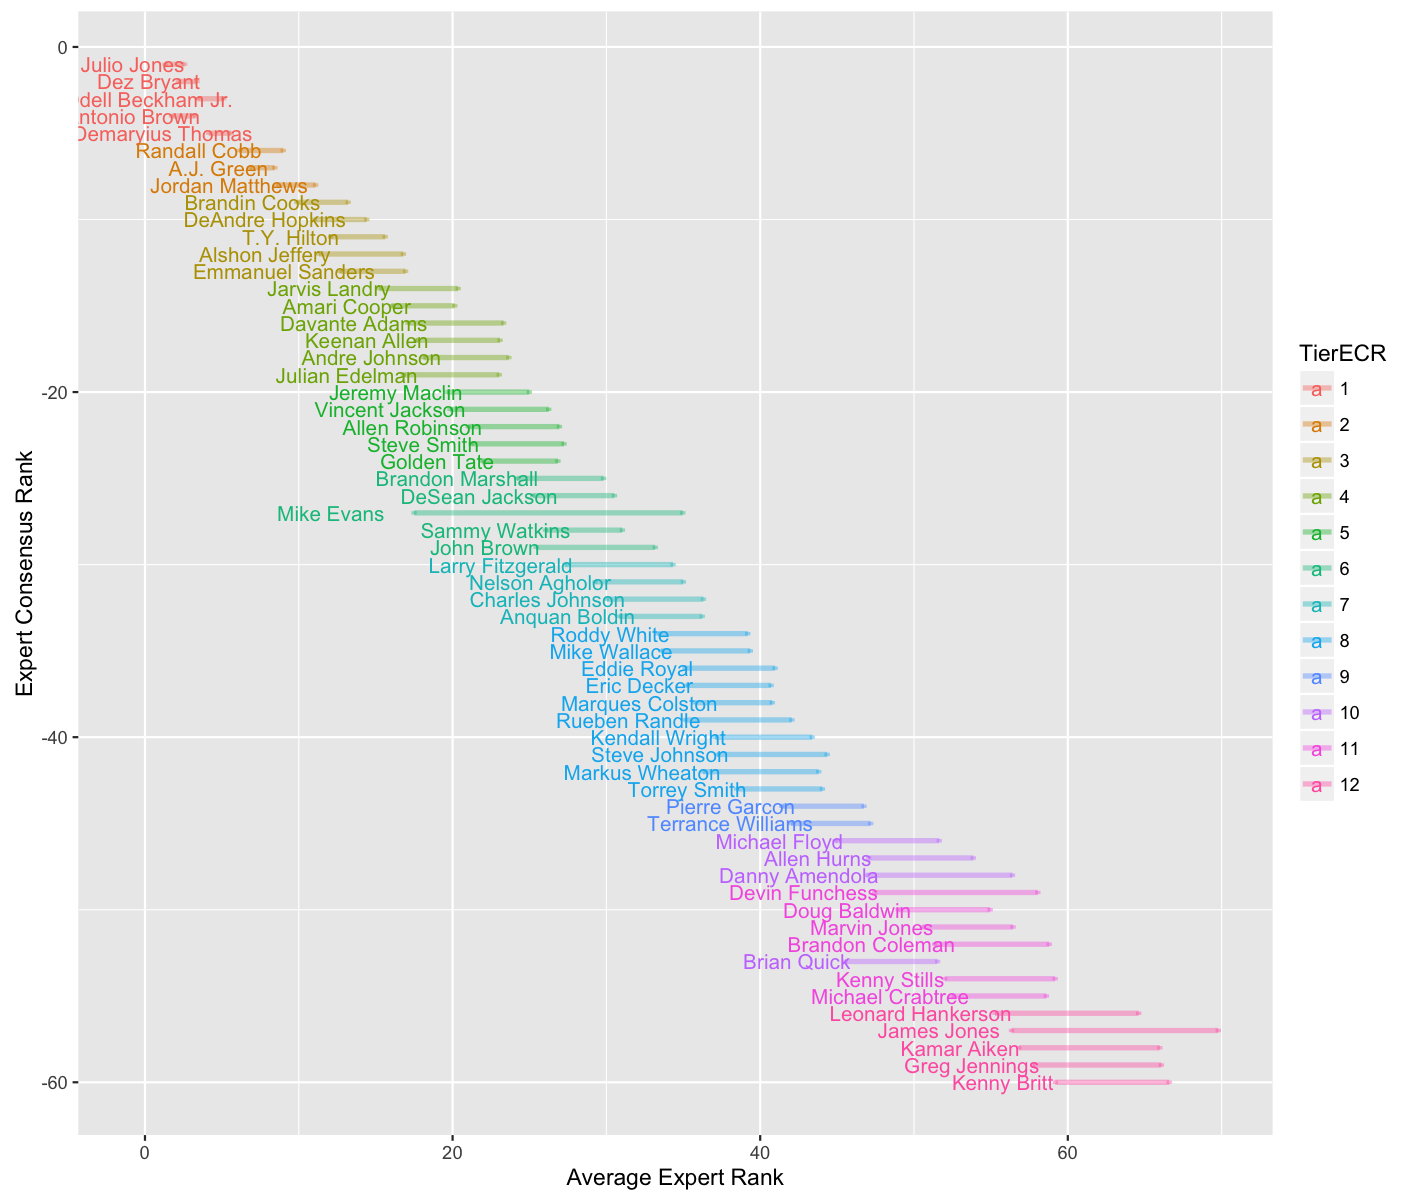 0
Julio Jones
Dez Bryant
dell Beckham Jr.
ntonio Brown
Demaryius Thomas
Randall Cobb
A.J. Green
Jordan Matthews
Brandin Cooks
DeAndre Hopkins
T.Y. Hilton
Alshon Jeffery
Emmanuel Sanders
Jarvis Landry
Amari Cooper
Davante Adams
Keenan Allen
Andre Johnson
Julian Edelman
-20
Jeremy Maclin
Vincent Jackson
Allen Robinson
Steve Smith
Golden Tate
Brandon Marshall
DeSean Jackson
Mike Evans
Sammy Watkins
John Brown
Larry Fitzgerald
Nelson Agholor
Charles Johnson
Anquan Boldin
Roddy White
Mike Wallace
Eddie Royal
Eric Decker
Marques Colston
Rueben Randle
-40
Kendall Wright
Steve Johnson
Markus Wheaton
Torrey Smith
Pierre Garcon
Terrance Williams
Michael Floyd
Allen Hurns
Danny Amendola
Devin Funchess
Doug Baldwin
Marvin Jones
Brandon Coleman
Brian Quick
Kenny Stills
Michael Crabtree
Leonard Hankerson
James Jones
Kamar Aiken
Greg Jennings
-60
Kenny Britt
0 20 40 60
Average Expert Rank
Expert Consensus Rank
TierECR
a 1
a 2
a 3
a 4
a 5
a 6
a 7
a 8
a 9
a 10
a 11
a 12